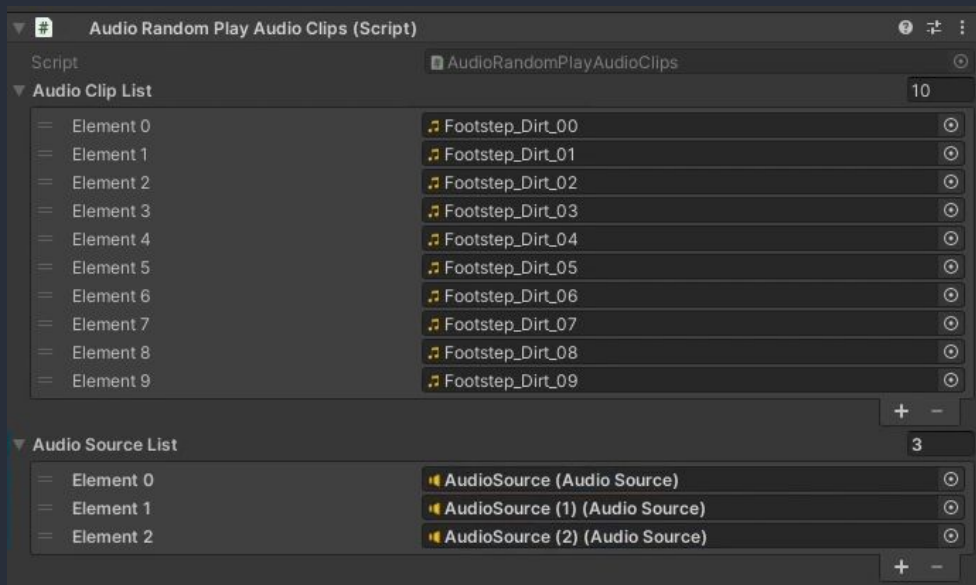 # Audio Random Play Audio Clips (Script)
Script AudioRandomPlayAudioClips
Audio Clip List 10
Element 0 Footstep_Dirt_00
Element 1 Footstep_Dirt_01
Element 2 Footstep_Dirt_02
Element 3 Footstep_Dirt_03
Element 4 Footstep_Dirt_04
Element 5 Footstep_Dirt_05
Element 6 Footstep_Dirt_06
Element 7 Footstep_Dirt_07
Element 8 Footstep_Dirt_08
Element 9 Footstep_Dirt_09
+ -
Audio Source List 3
Element 0 AudioSource (Audio Source)
Element 1 AudioSource (1) (Audio Source)
Element 2 AudioSource (2) (Audio Source)
+ -